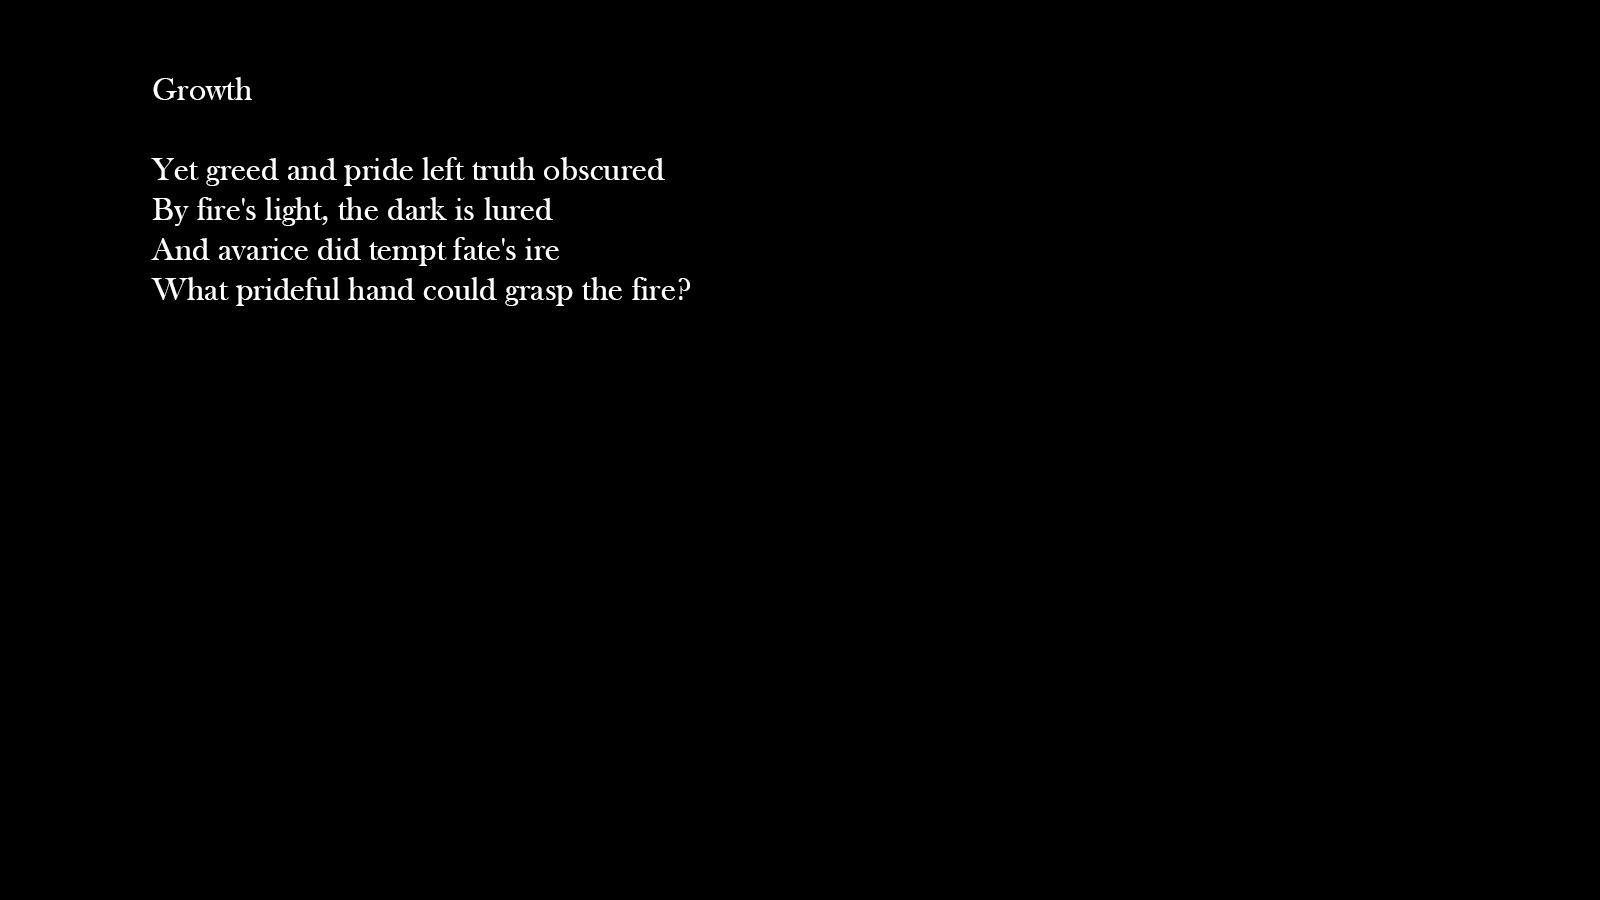 Growth
Yet greed and pride left truth obscured
By fire's light, the dark is lured
And avarice did tempt fate's ire
What prideful hand could grasp the fire?